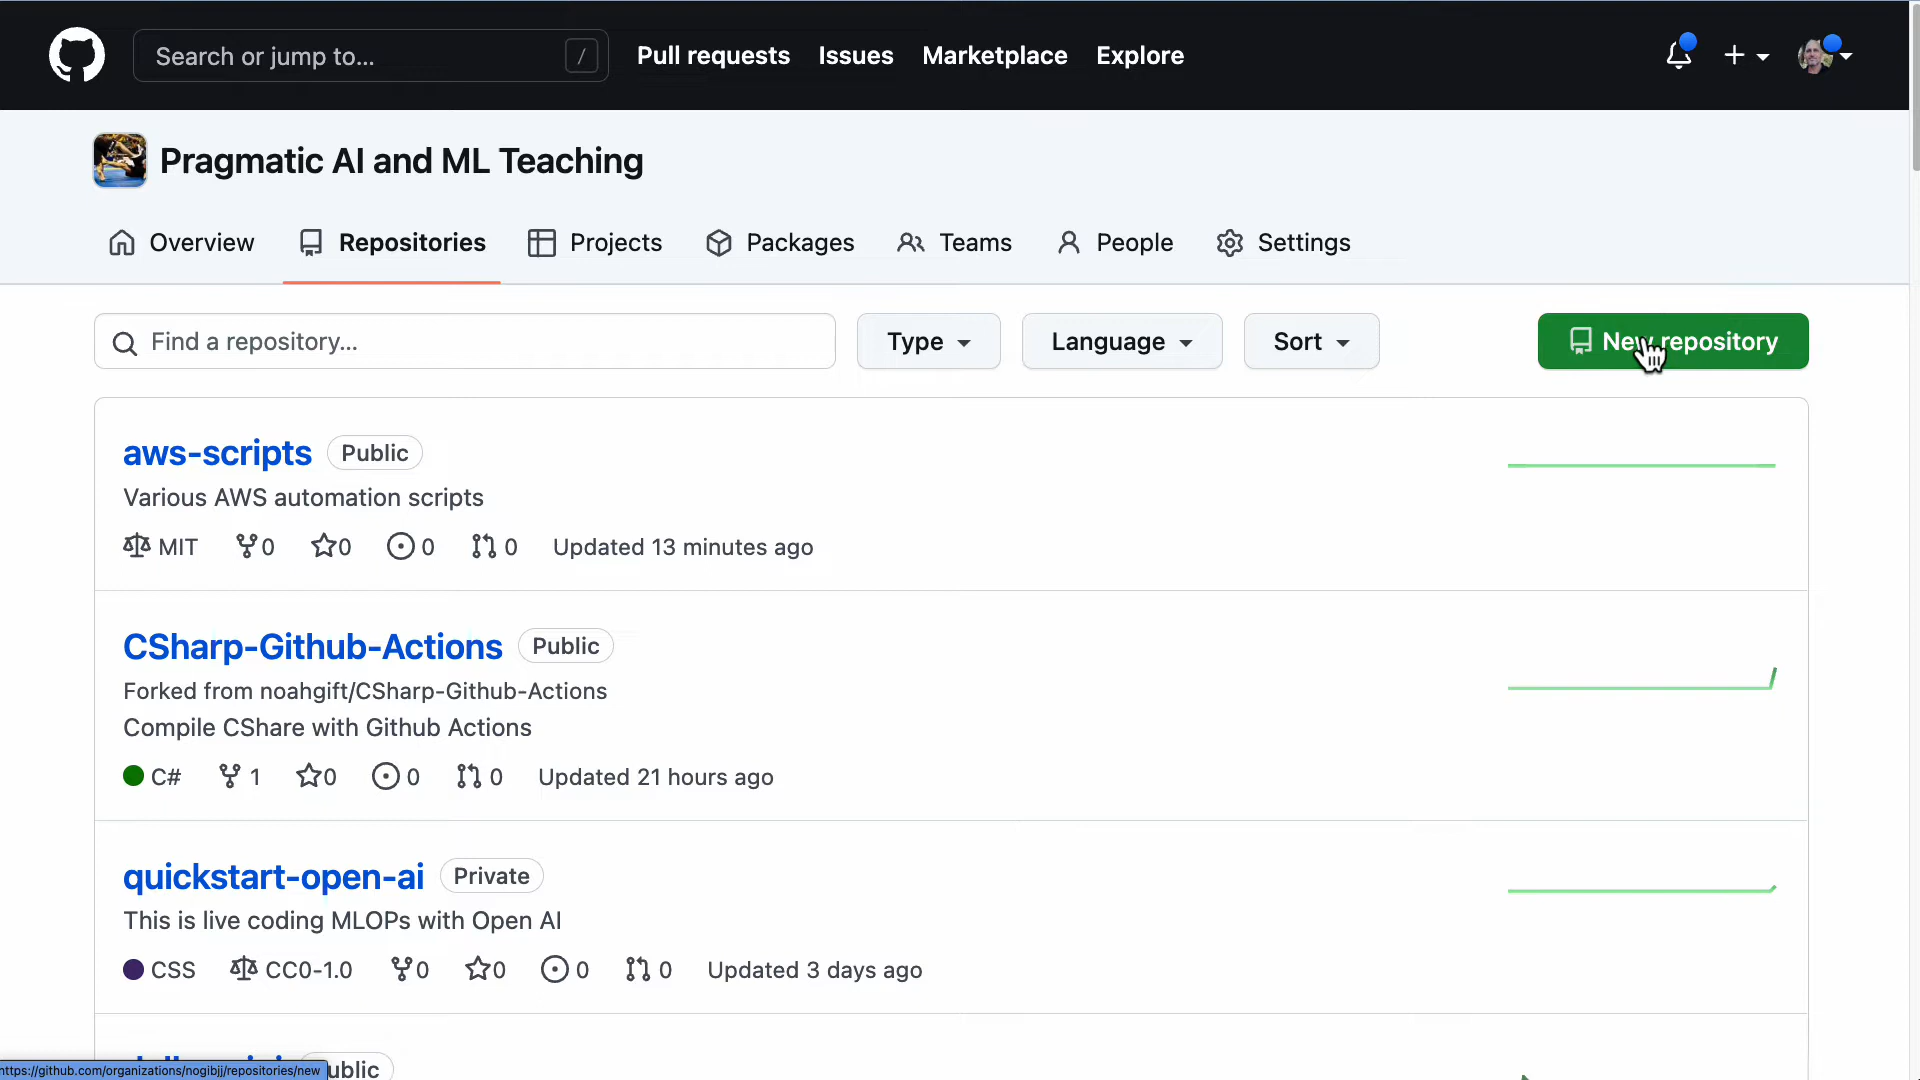 Search or jump to... / Pull requests Issues Marketplace Explore
Pragmatic AI and ML Teaching
Overview Repositories Projects Packages Teams People Settings
Find a repository... Type Language Sort New repository
aws-scripts Public
Various AWS automation scripts
MIT 0 0 0 0 Updated 13 minutes ago
CSharp-Github-Actions Public
Forked from noahgift/CSharp-Github-Actions
Compile CShare with Github Actions
C# 1 0 0 0 Updated 21 hours ago
quickstart-open-ai Private
This is live coding MLOPs with Open AI
CSS CC0-1.0 0 0 0 0 Updated 3 days ago
https://github.com/organizations/nogibjj/repositories/new